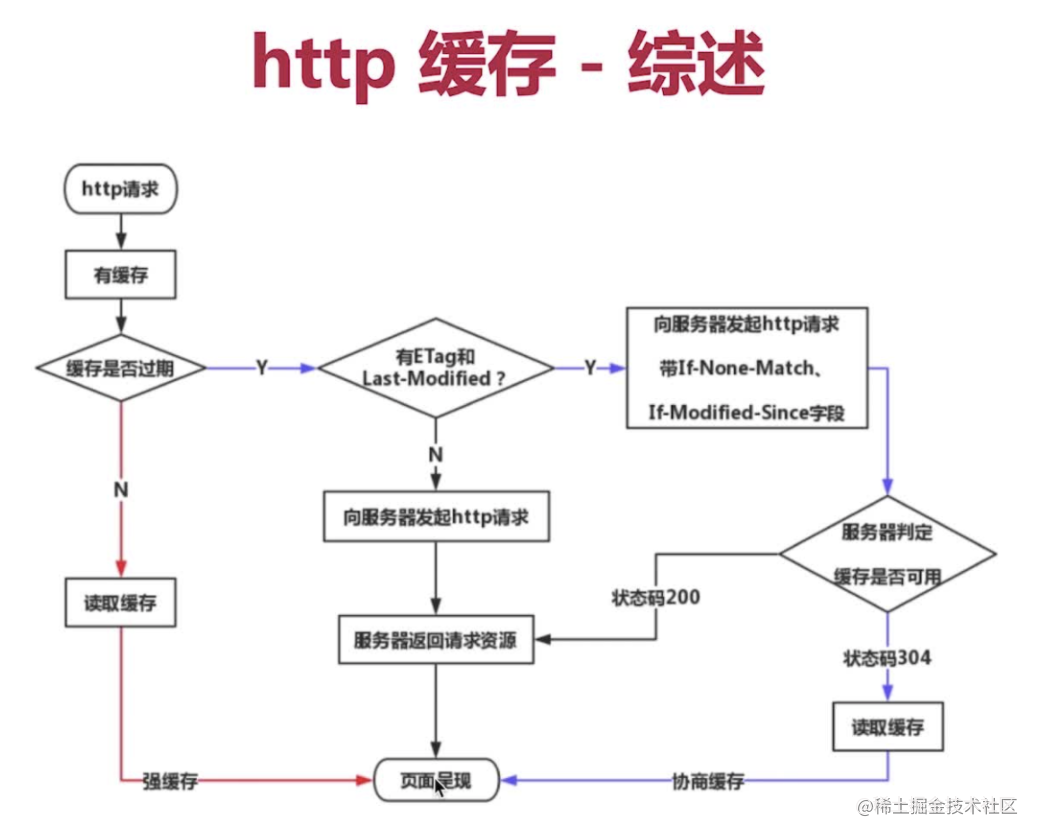 http 缓存 - 综述
http请求
有缓存
缓存是否过期
Y
有ETag和
Last-Modified ?
Y
向服务器发起http请求
带If-None-Match、
If-Modified-Since字段
N
N
向服务器发起http请求
服务器判定
缓存是否可用
状态码200
读取缓存
服务器返回请求资源
状态码304
读取缓存
强缓存
页面呈现
协商缓存
@稀土掘金技术社区